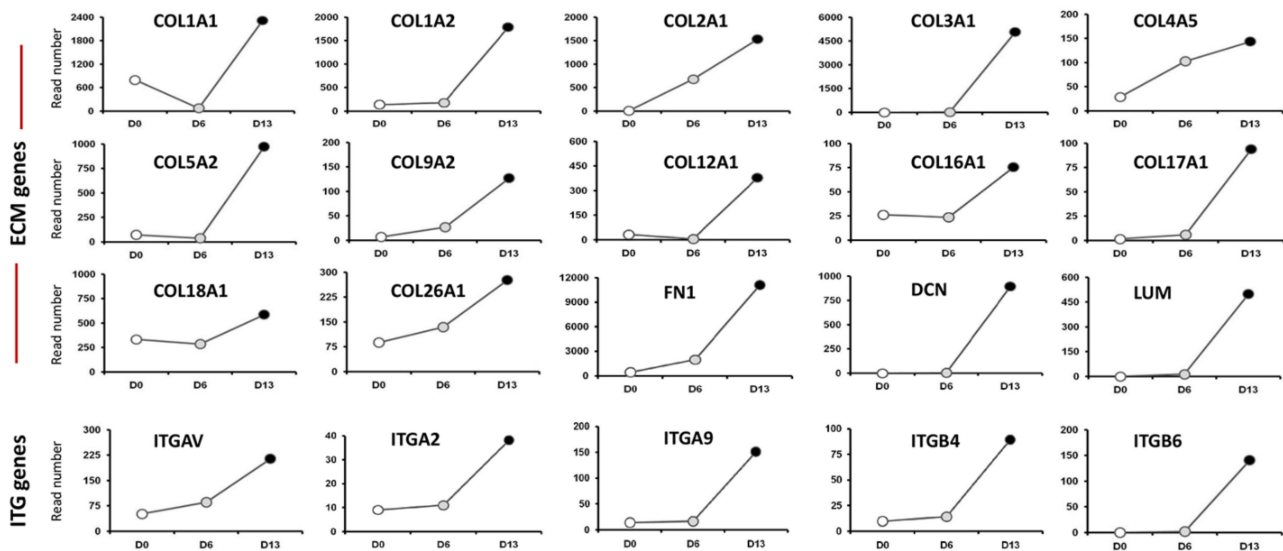 ECM genes
ITG genes
COL1A1
Read number
2400
1800
1200
600
0
D0 D6 D13
COL1A2
2000
1500
1000
500
0
D0 D6 D13
COL2A1
2000
1500
1000
500
0
D0 D6 D13
COL3A1
6000
4500
3000
1500
0
D0 D6 D13
COL4A5
200
150
100
50
0
D0 D6 D13
COL5A2
Read number
1000
750
500
250
0
D0 D6 D13
COL9A2
200
150
100
50
0
D0 D6 D13
COL12A1
600
450
300
150
0
D0 D6 D13
COL16A1
100
75
50
25
0
D0 D6 D13
COL17A1
100
75
50
25
0
D0 D6 D13
COL18A1
Read number
1000
750
500
250
0
D0 D6 D13
COL26A1
300
225
150
75
0
D0 D6 D13
FN1
12000
9000
6000
3000
0
D0 D6 D13
DCN
1000
750
500
250
0
D0 D6 D13
LUM
600
450
300
150
0
D0 D6 D13
ITGAV
Read number
300
225
150
75
0
D0 D6 D13
ITGA2
40
30
20
10
0
D0 D6 D13
ITGA9
200
150
100
50
0
D0 D6 D13
ITGB4
100
75
50
25
0
D0 D6 D13
ITGB6
200
150
100
50
0
D0 D6 D13